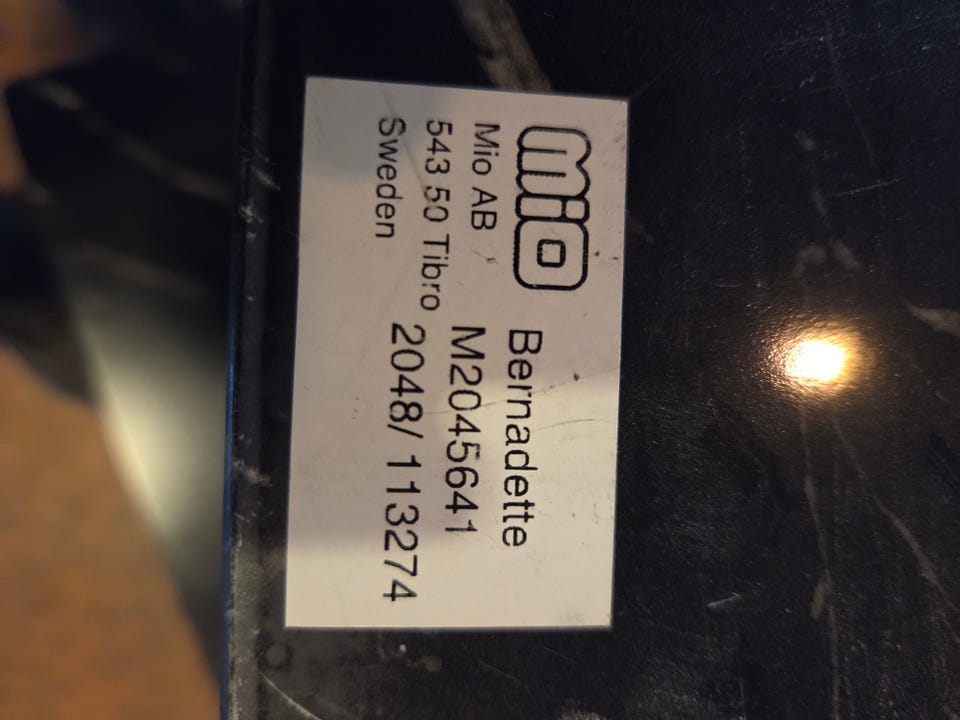 mio
Mio AB
543 50 Tibro
Sweden
Bernadette
M2045641
2048/ 113274